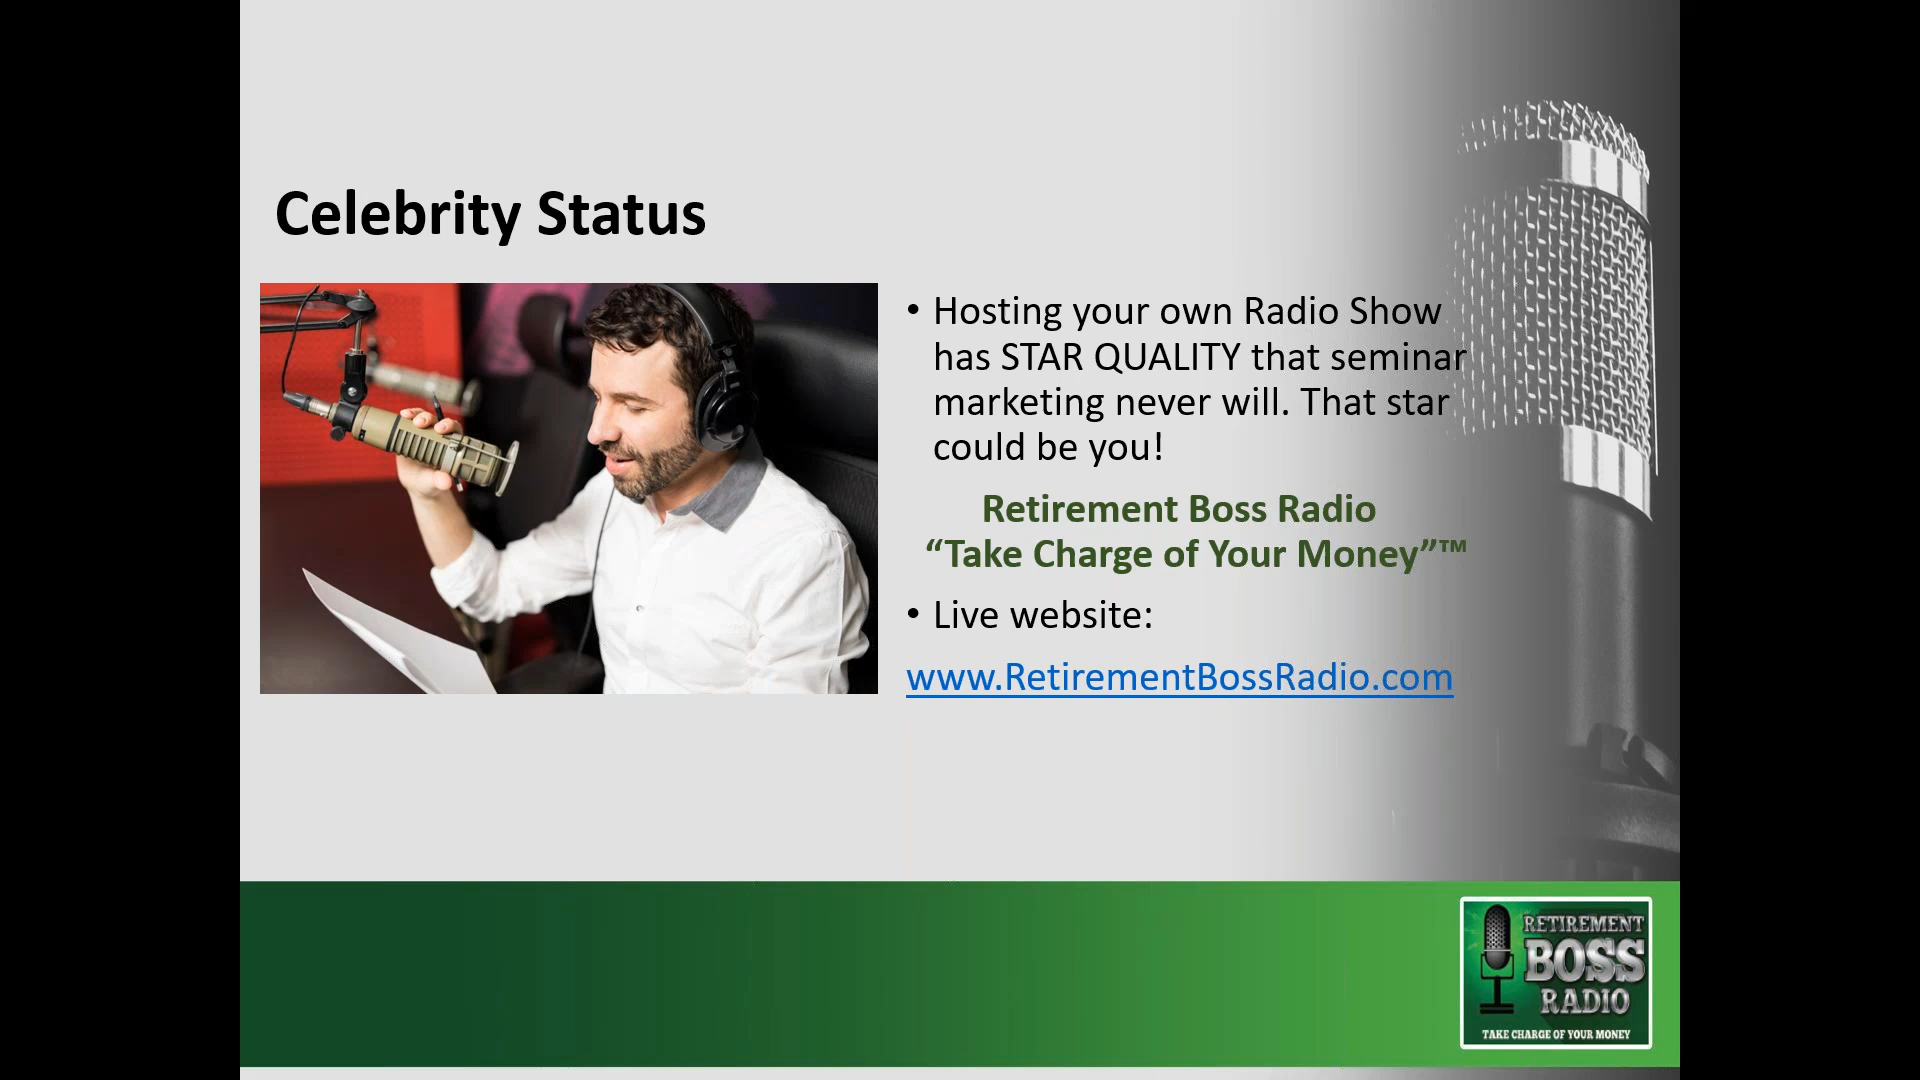 Celebrity Status
• Hosting your own Radio Show
has STAR QUALITY that seminar
marketing never will. That star
could be you!
Retirement Boss Radio
“Take Charge of Your Money”™
• Live website:
www.RetirementBossRadio.com
RETIREMENT
BOSS
RADIO
TAKE CHARGE OF YOUR MONEY